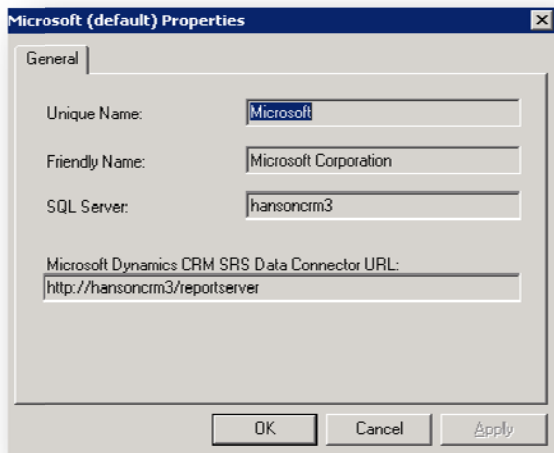 Microsoft (default) Properties
General
Unique Name: Microsoft
Friendly Name: Microsoft Corporation
SQL Server: hansoncrm3
Microsoft Dynamics CRM SRS Data Connector URL:
http://hansoncrm3/reportserver
OK Cancel Apply